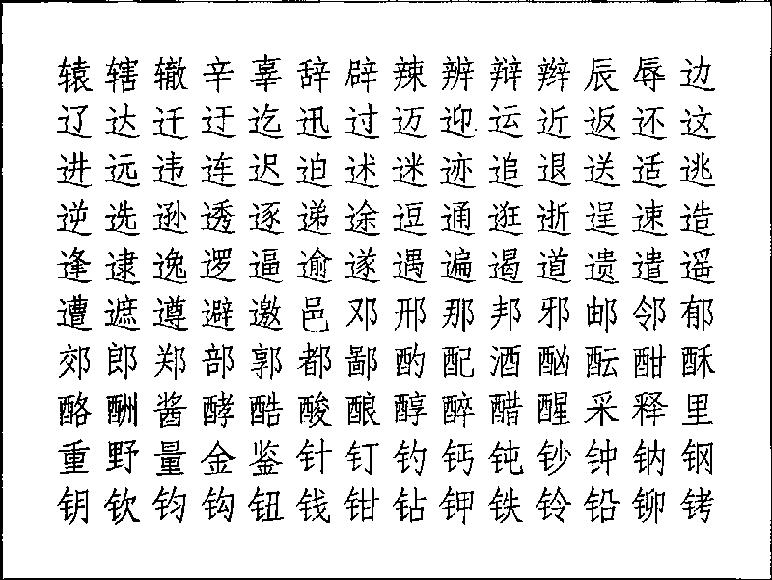 辕辖辙辛辜辞辟辣辨辩辫辰辱边
辽达迁迂迄迅过迈迎运近返还这
进远违连迟迫述迷迹追退送适逃
逆选逊透逐递途逗通逛逝逞速造
逢逮逸逻逼逾遂遇遍遏道遗遣遥
遭遮遵避邀邑邓邢那邦邪邮邻郁
郊郎郑部郭都鄙酌配酒酗酝酣酥
酪酬酱酵酷酸酿醇醉醋醒采释里
重野量金鉴针钉钓钙钝钞钟钠钢
钥钦钧钩钮钱钳钻钾铁铃铅铆铐